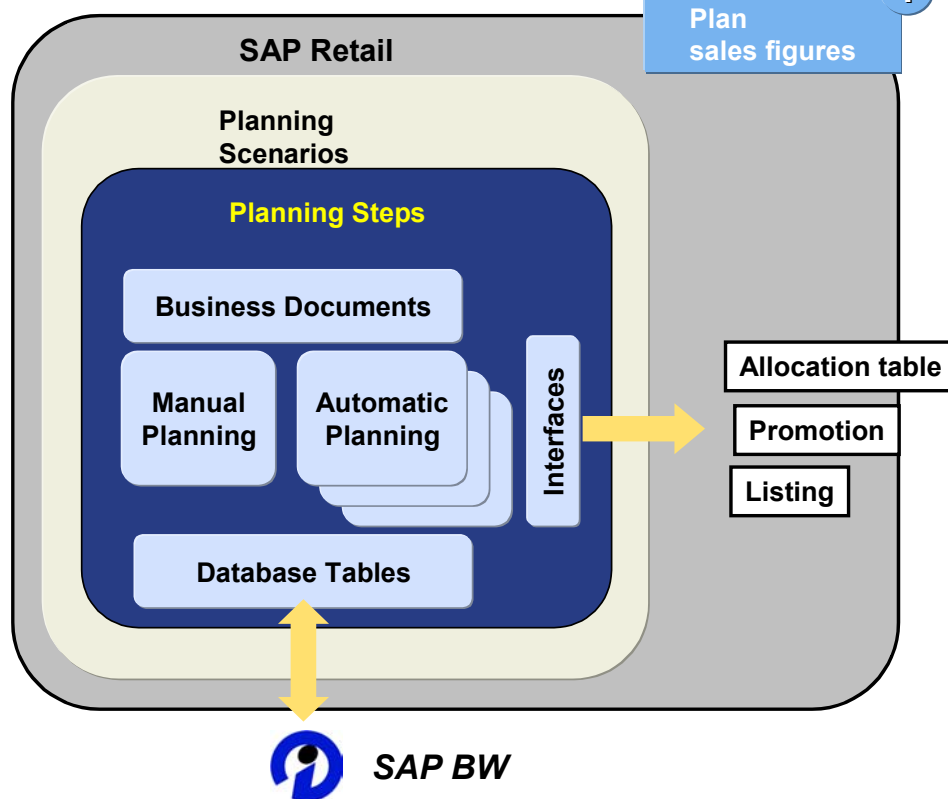 Plan
sales figures
SAP Retail
Planning
Scenarios
Planning Steps
Business Documents
Manual
Planning
Automatic
Planning
Interfaces
Database Tables
Allocation table
Promotion
Listing
SAP BW